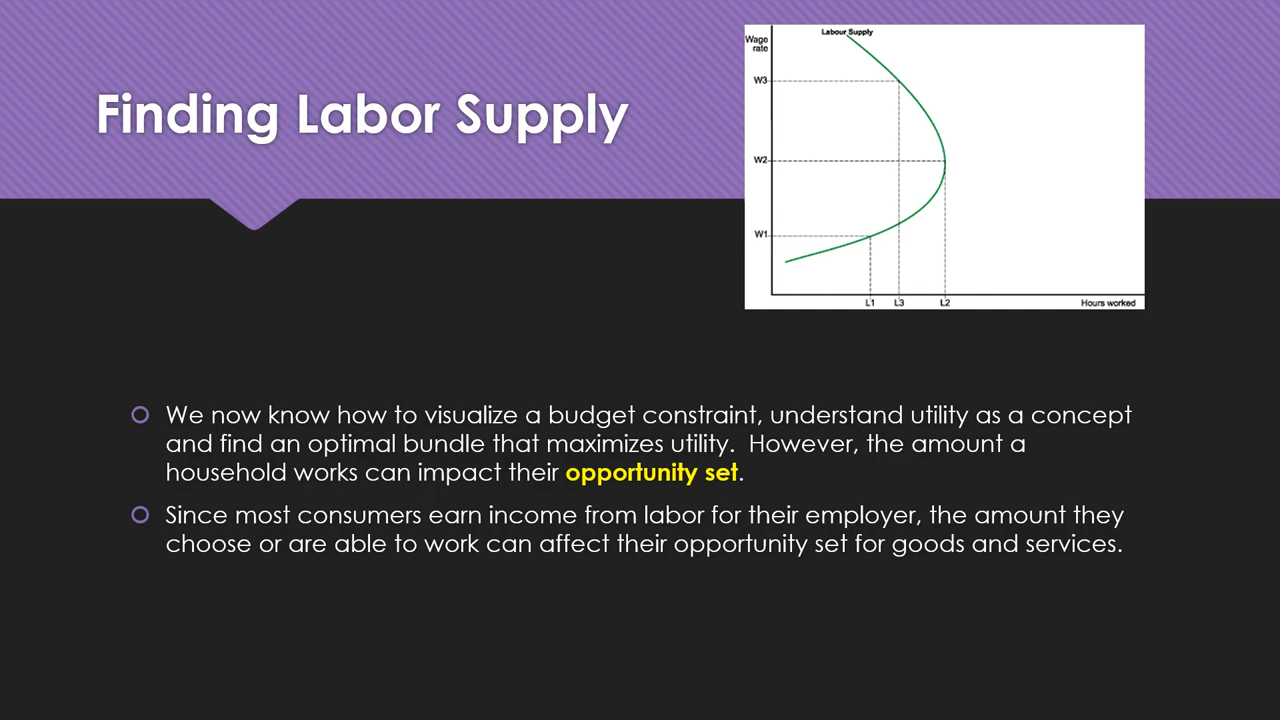 Finding Labor Supply
Labour Supply
Wage
rate
W3
W2
W1
L1 L3 L2 Hours worked
We now know how to visualize a budget constraint, understand utility as a concept
and find an optimal bundle that maximizes utility.  However, the amount a
household works can impact their opportunity set.
Since most consumers earn income from labor for their employer, the amount they
choose or are able to work can affect their opportunity set for goods and services.